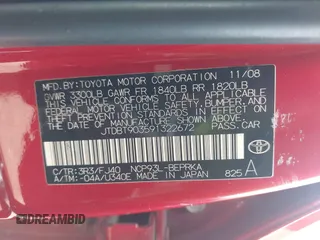 MFD.BY: TOYOTA MOTOR CORPORATION 11/08
GVWR 3300LB GAWR FR 1840LB RR 1820LB
THIS VEHICLE CONFORMS TO ALL APPLICABLE
FEDERAL MOTOR VEHICLE SAFETY, BUMPER, AND
THEFT PREVENTION STANDARDS IN EFFECT ON
THE DATE OF MANUFACTURE SHOWN ABOVE.
JTDBT903591322672 PASS.CAR
C/TR: 3R3/FJ40 NCP93L-BEPRKA
A/TM: -04A/U340E MADE IN JAPAN 825 A
BIDHISTORY